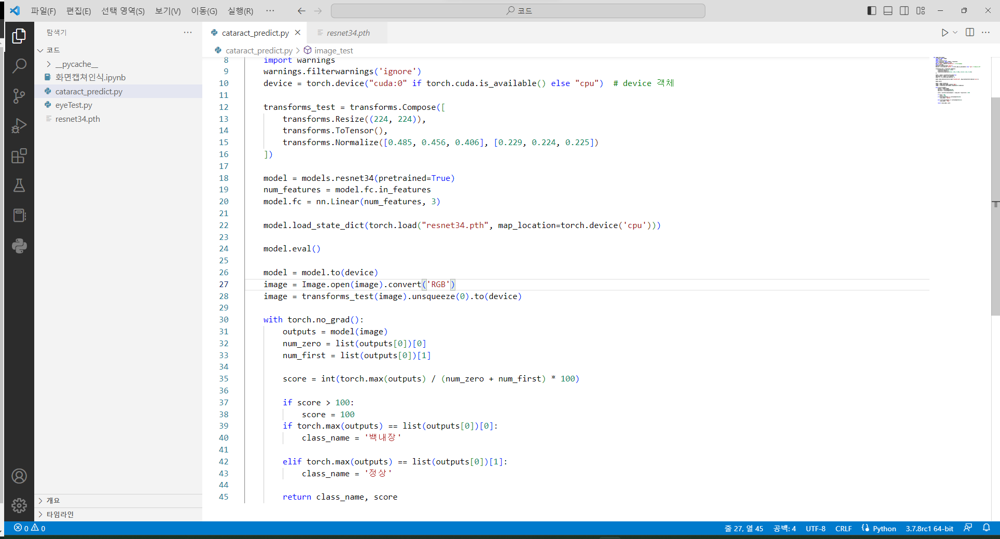 파일(F) 편집(E) 선택 영역(S) 보기(V) 이동(G) 실행(R) ··· 코드
탐색기 ···
코드
__pycache__
화면캡쳐인식.ipynb
cataract_predict.py
eyeTest.py
resnet34.pth
개요
타임라인
cataract_predict.py resnet34.pth
cataract_predict.py > image_test
8 import warnings
9 warnings.filterwarnings('ignore')
10 device = torch.device("cuda:0" if torch.cuda.is_available() else "cpu")  # device 객체
11
12 transforms_test = transforms.Compose([
13     transforms.Resize((224, 224)),
14     transforms.ToTensor(),
15     transforms.Normalize([0.485, 0.456, 0.406], [0.229, 0.224, 0.225])
16 ])
17
18 model = models.resnet34(pretrained=True)
19 num_features = model.fc.in_features
20 model.fc = nn.Linear(num_features, 3)
21
22 model.load_state_dict(torch.load("resnet34.pth", map_location=torch.device('cpu')))
23
24 model.eval()
25
26 model = model.to(device)
27 image = Image.open(image).convert('RGB')
28 image = transforms_test(image).unsqueeze(0).to(device)
29
30 with torch.no_grad():
31     outputs = model(image)
32     num_zero = list(outputs[0])[0]
33     num_first = list(outputs[0])[1]
34
35     score = int(torch.max(outputs) / (num_zero + num_first) * 100)
36
37     if score > 100:
38         score = 100
39     if torch.max(outputs) == list(outputs[0])[0]:
40         class_name = '백내장'
41
42     elif torch.max(outputs) == list(outputs[0])[1]:
43         class_name = '정상'
44
45     return class_name, score
0 0 줄 27, 열 45 공백: 4 UTF-8 CRLF Python 3.7.8rc1 64-bit